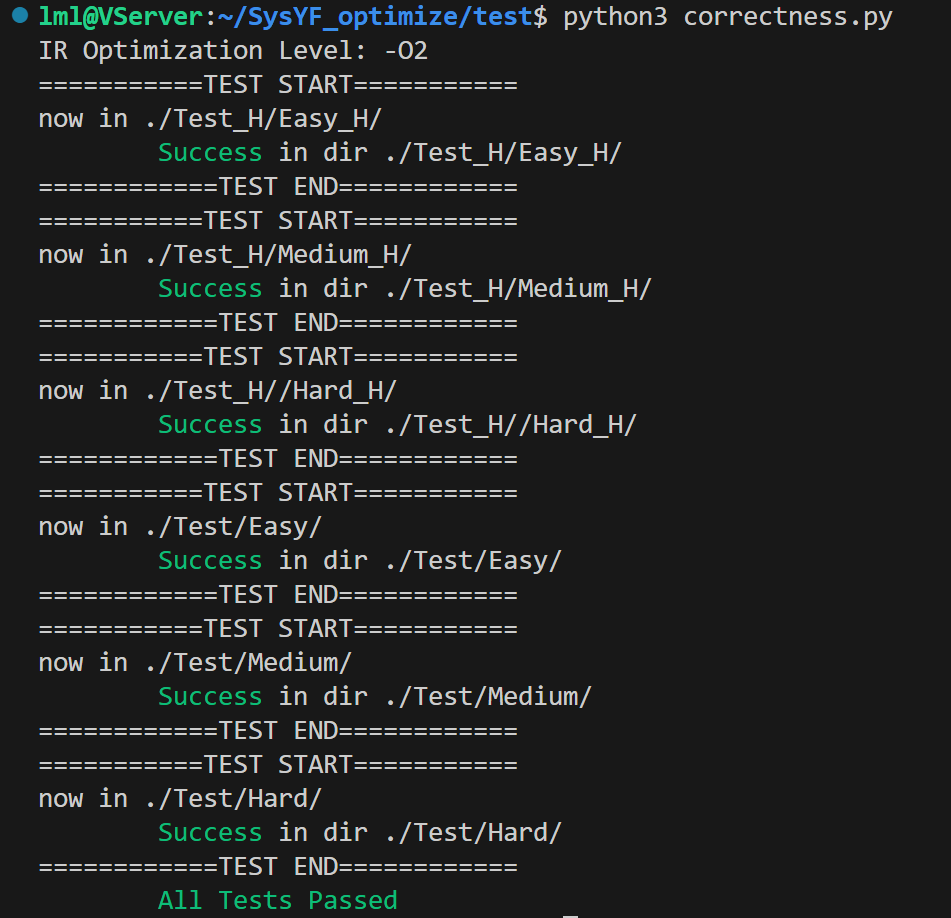 lml@VServer:~/SysYF_optimize/test$ python3 correctness.py
IR Optimization Level: -O2
===========TEST START===========
now in ./Test_H/Easy_H/
        Success in dir ./Test_H/Easy_H/
============TEST END============
===========TEST START===========
now in ./Test_H/Medium_H/
        Success in dir ./Test_H/Medium_H/
============TEST END============
===========TEST START===========
now in ./Test_H//Hard_H/
        Success in dir ./Test_H//Hard_H/
============TEST END============
===========TEST START===========
now in ./Test/Easy/
        Success in dir ./Test/Easy/
============TEST END============
===========TEST START===========
now in ./Test/Medium/
        Success in dir ./Test/Medium/
============TEST END============
===========TEST START===========
now in ./Test/Hard/
        Success in dir ./Test/Hard/
============TEST END============
        All Tests Passed